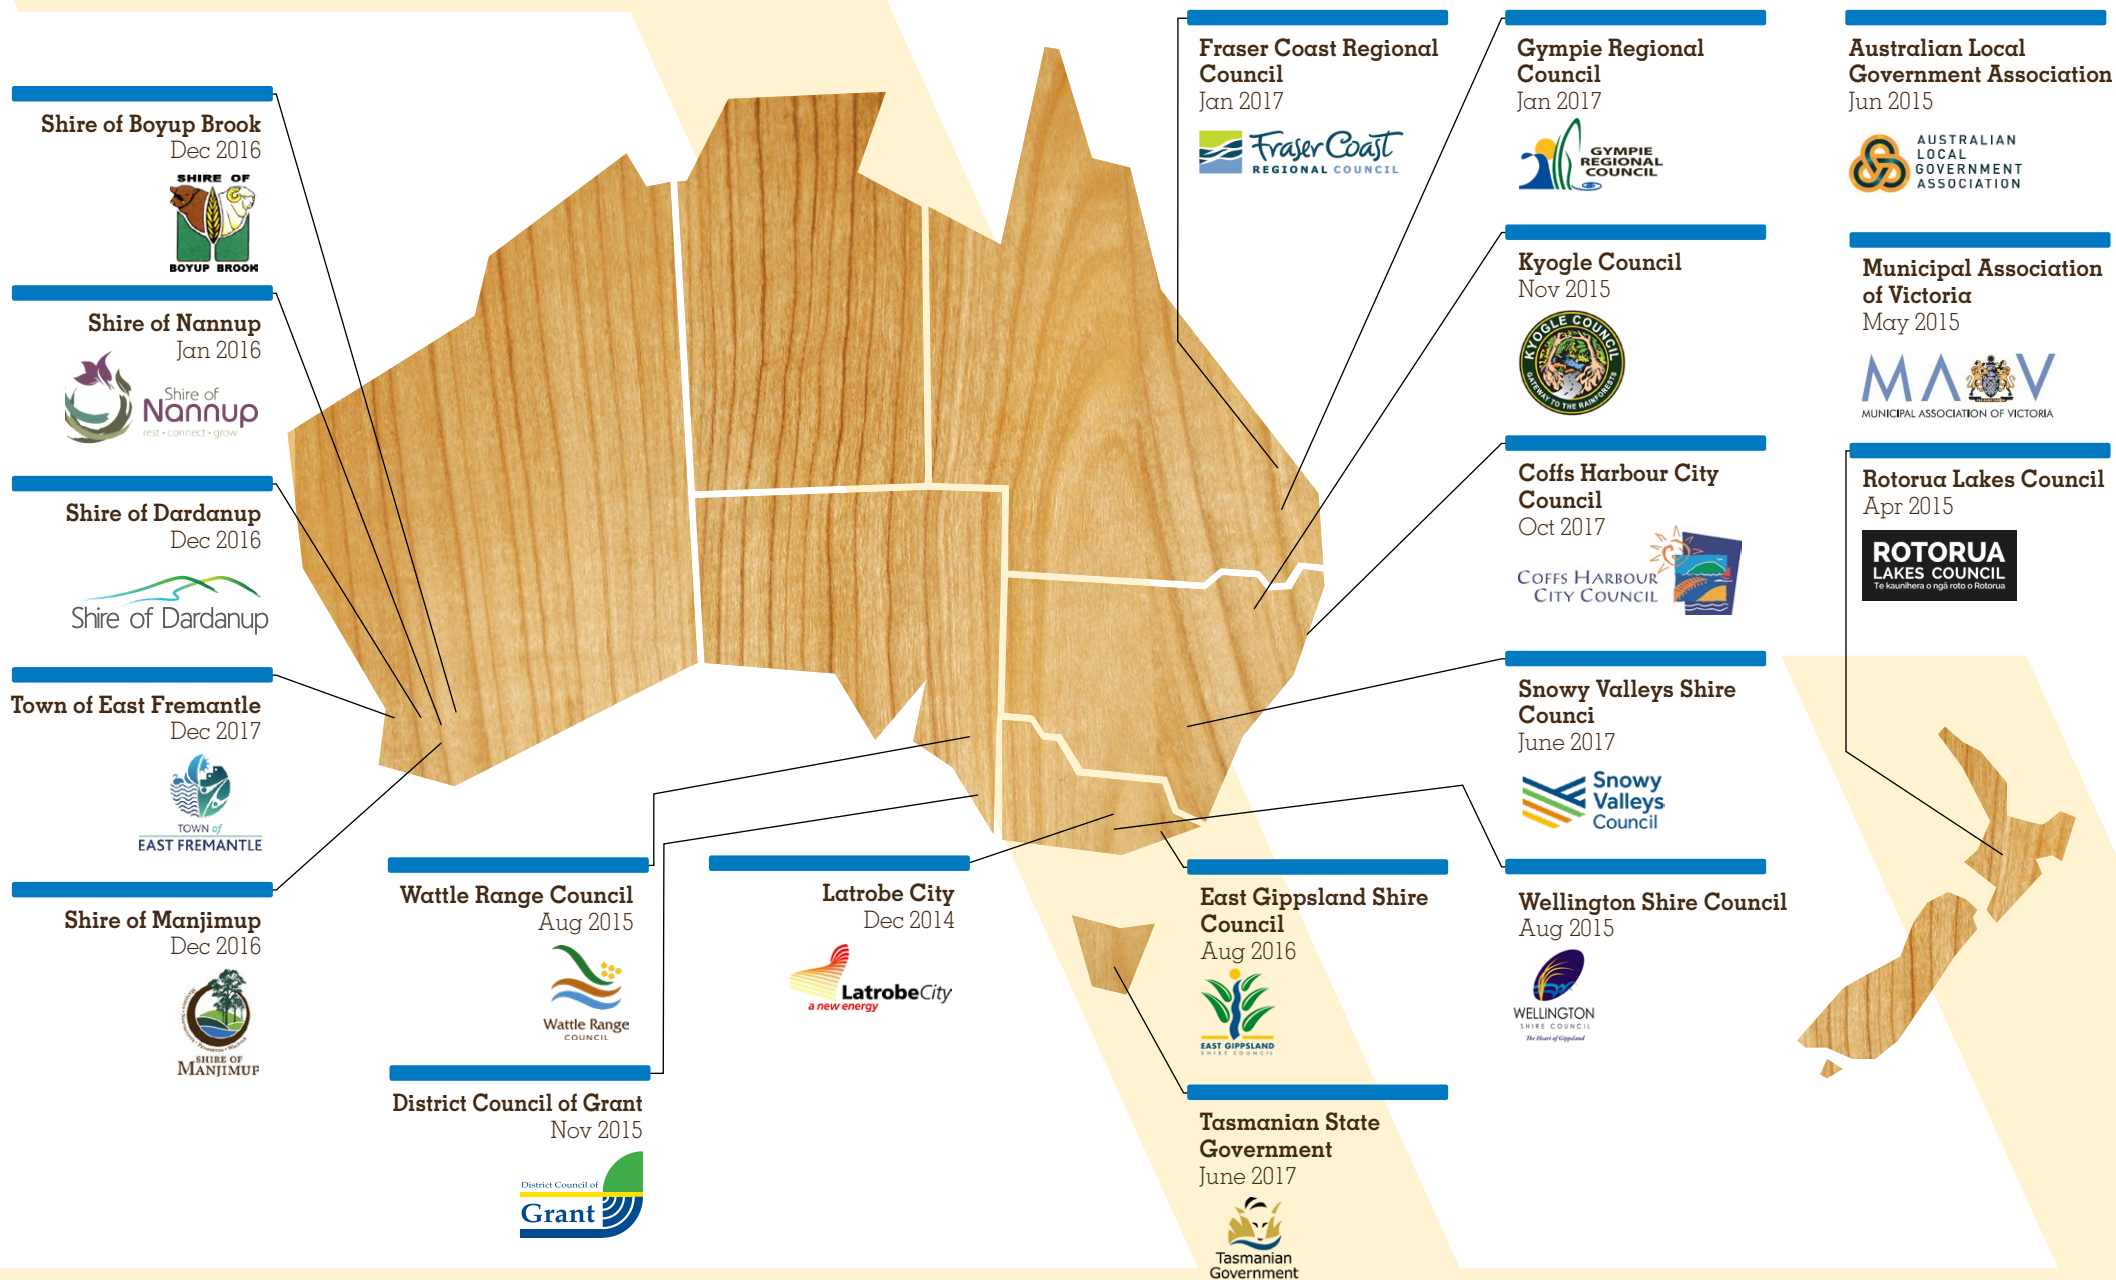 Shire of Boyup Brook
Dec 2016
SHIRE OF
BOYUP BROOK
Shire of Nannup
Jan 2016
Shire of
Nannup
rest • connect • grow
Shire of Dardanup
Dec 2016
Shire of Dardanup
Town of East Fremantle
Dec 2017
TOWN of
EAST FREMANTLE
Shire of Manjimup
Dec 2016
SHIRE OF
MANJIMUP
Wattle Range Council
Aug 2015
Wattle Range
COUNCIL
District Council of Grant
Nov 2015
District Council of
Grant
Latrobe City
Dec 2014
LatrobeCity
a new energy
Fraser Coast Regional
Council
Jan 2017
Fraser Coast
REGIONAL COUNCIL
East Gippsland Shire
Council
Aug 2016
EAST GIPPSLAND
SHIRE COUNCIL
Tasmanian State
Government
June 2017
Tasmanian
Government
Gympie Regional
Council
Jan 2017
GYMPIE
REGIONAL
COUNCIL
Kyogle Council
Nov 2015
KYOGLE COUNCIL
GATEWAY TO THE RAINFORESTS
Coffs Harbour City
Council
Oct 2017
COFFS HARBOUR
CITY COUNCIL
Snowy Valleys Shire
Counci
June 2017
Snowy
Valleys
Council
Wellington Shire Council
Aug 2015
WELLINGTON
SHIRE COUNCIL
The Heart of Gippsland
Australian Local
Government Association
Jun 2015
AUSTRALIAN
LOCAL
GOVERNMENT
ASSOCIATION
Municipal Association
of Victoria
May 2015
MAV
MUNICIPAL ASSOCIATION OF VICTORIA
Rotorua Lakes Council
Apr 2015
ROTORUA
LAKES COUNCIL
Te kaunihera o ngā roto o Rotorua